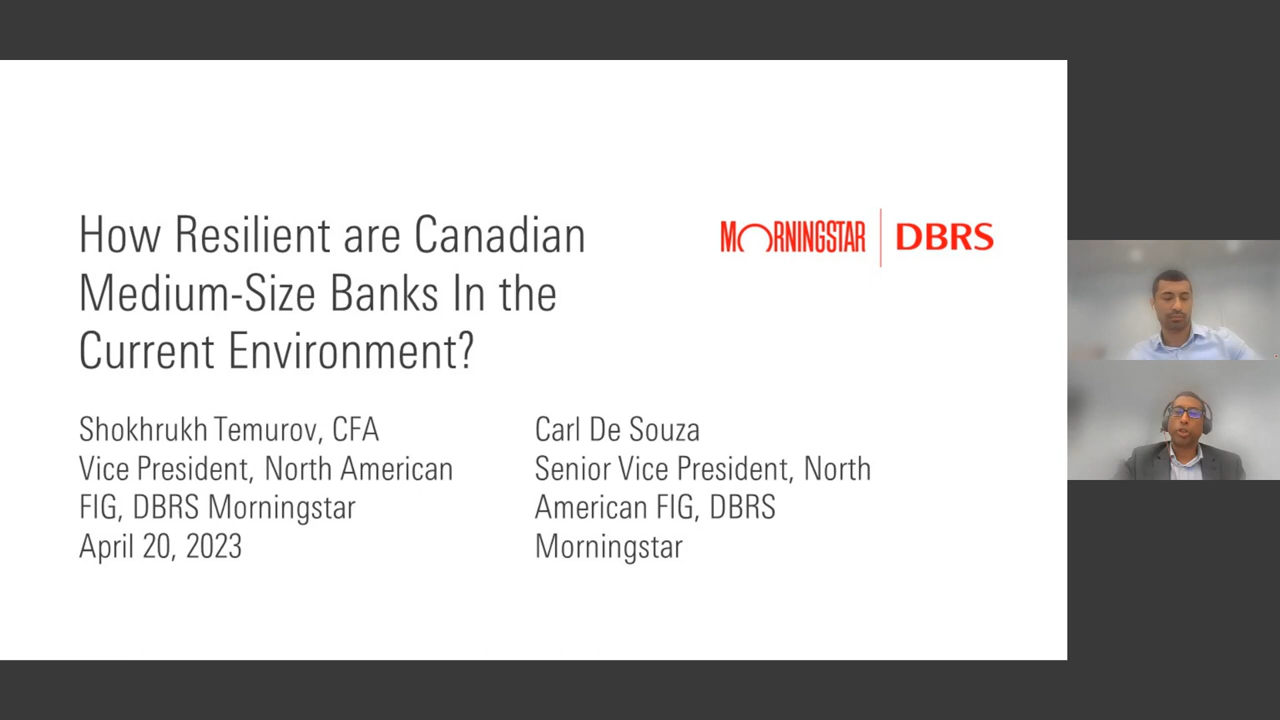 How Resilient are Canadian
Medium-Size Banks In the
Current Environment?
MORNINGSTAR | DBRS
Shokhrukh Temurov, CFA
Vice President, North American
FIG, DBRS Morningstar
April 20, 2023
Carl De Souza
Senior Vice President, North
American FIG, DBRS
Morningstar